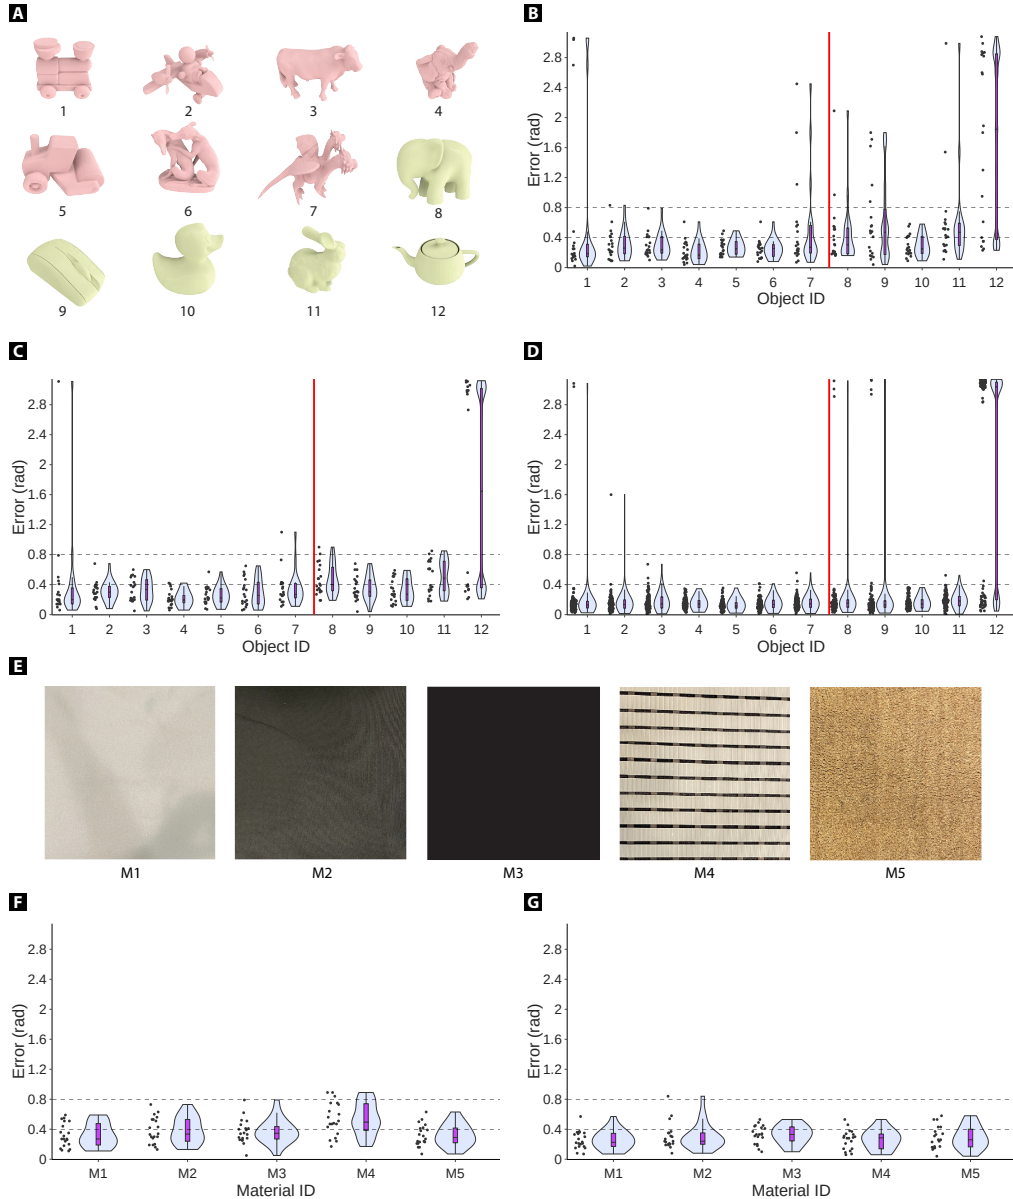 A
1 2 3 4
5 6 7 8
9 10 11 12
B
Error (rad)
2.8
2.4
2
1.6
1.2
0.8
0.4
0
1 2 3 4 5 6 7 8 9 10 11 12
Object ID
C
Error (rad)
2.8
2.4
2
1.6
1.2
0.8
0.4
0
1 2 3 4 5 6 7 8 9 10 11 12
Object ID
D
Error (rad)
2.8
2.4
2
1.6
1.2
0.8
0.4
0
1 2 3 4 5 6 7 8 9 10 11 12
Object ID
E
M1 M2 M3 M4 M5
F
Error (rad)
2.8
2.4
2
1.6
1.2
0.8
0.4
0
M1 M2 M3 M4 M5
Material ID
G
Error (rad)
2.8
2.4
2
1.6
1.2
0.8
0.4
0
M1 M2 M3 M4 M5
Material ID